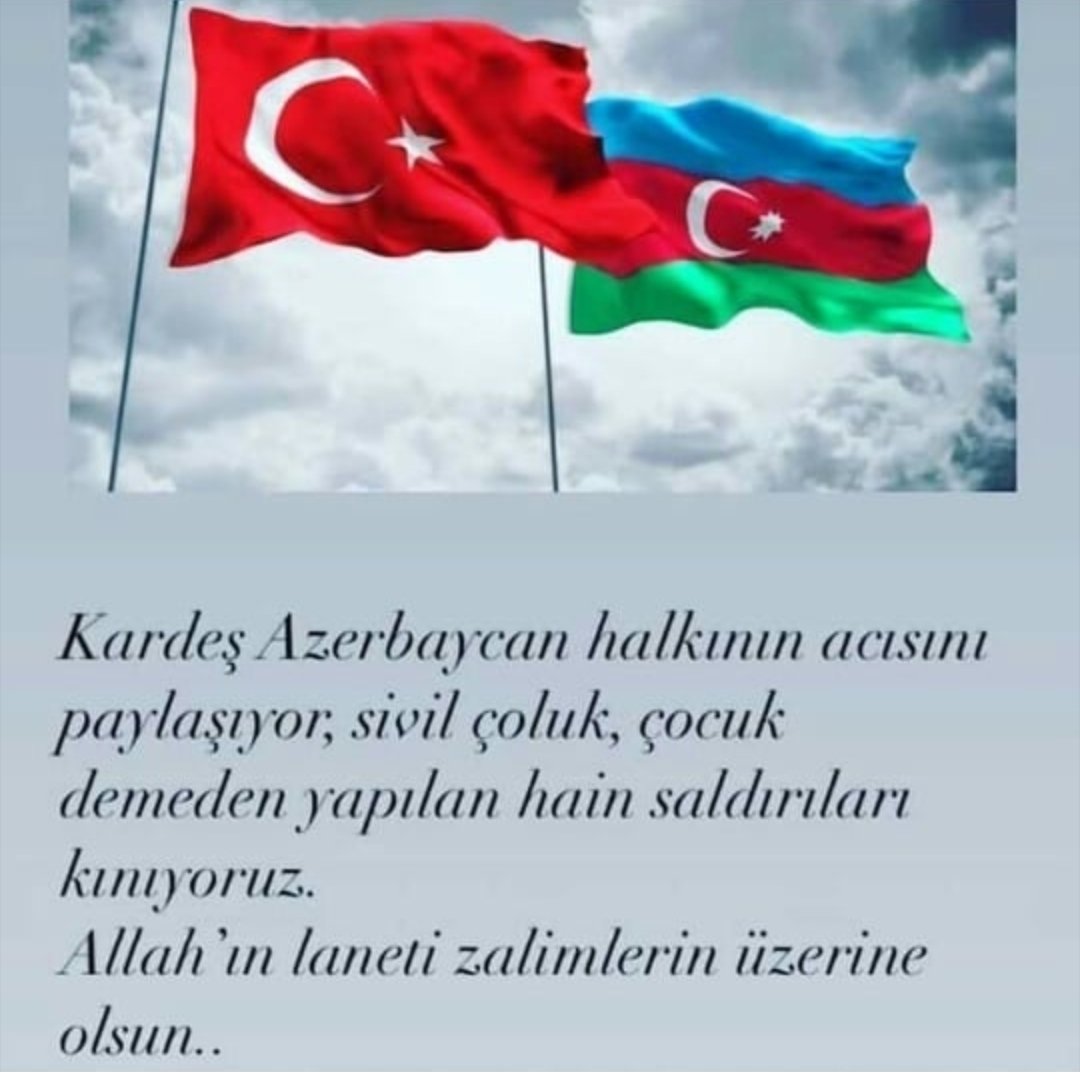 Kardeş Azerbaycan halkının acısını
paylaşıyor, sivil çoluk, çocuk
demeden yapılan hain saldırıları
kınıyoruz.
Allah’ın laneti zalimlerin üzerine
olsun..